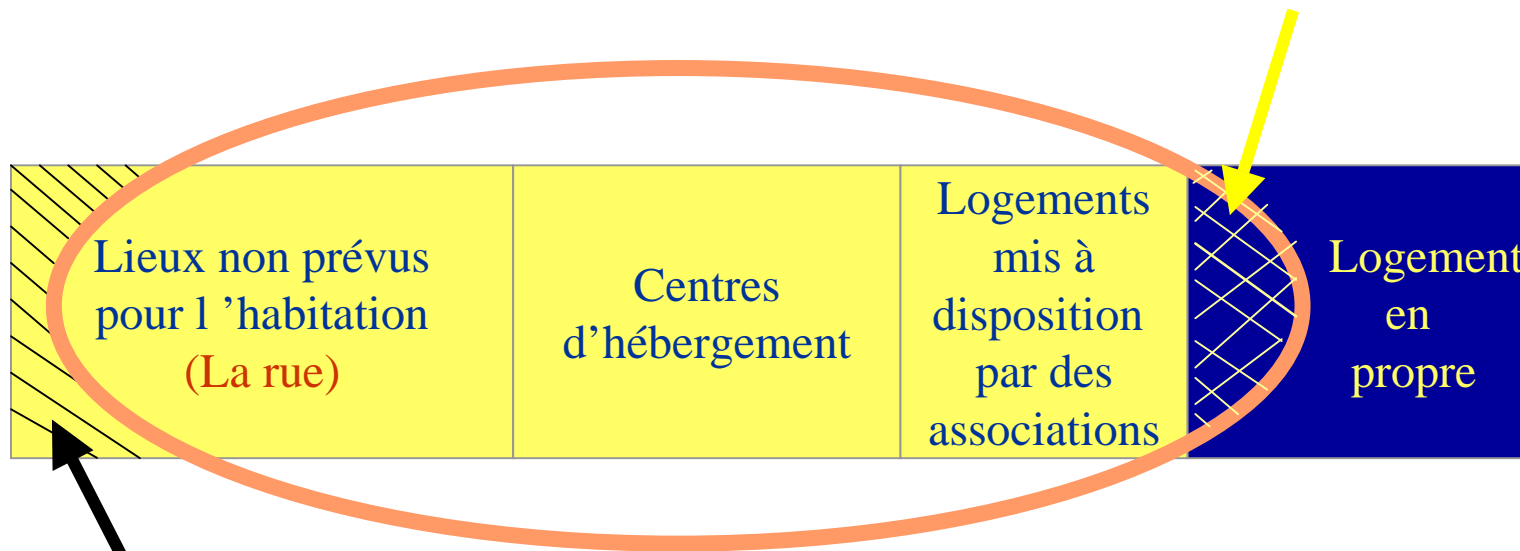 Lieux non prévus
pour l ’habitation
(La rue)
Centres
d’hébergement
Logements
mis à
disposition
par des
associations
Logement
en
propre